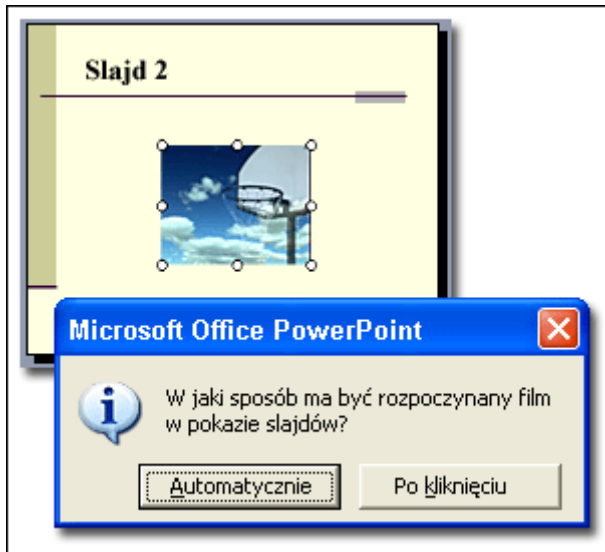 Slajd 2
Microsoft Office PowerPoint
W jaki sposób ma być rozpoczynany film
w pokazie slajdów?
Automatycznie
Po kliknięciu